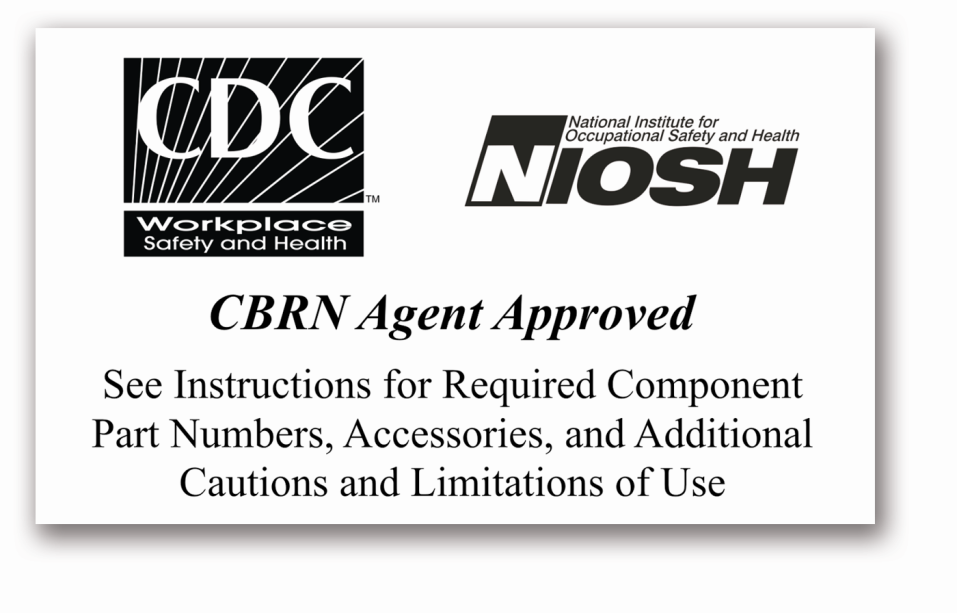 CDC
TM
Workplace
Safety and Health
National Institute for
Occupational Safety and Health
NIOSH
CBRN Agent Approved
See Instructions for Required Component
Part Numbers, Accessories, and Additional
Cautions and Limitations of Use